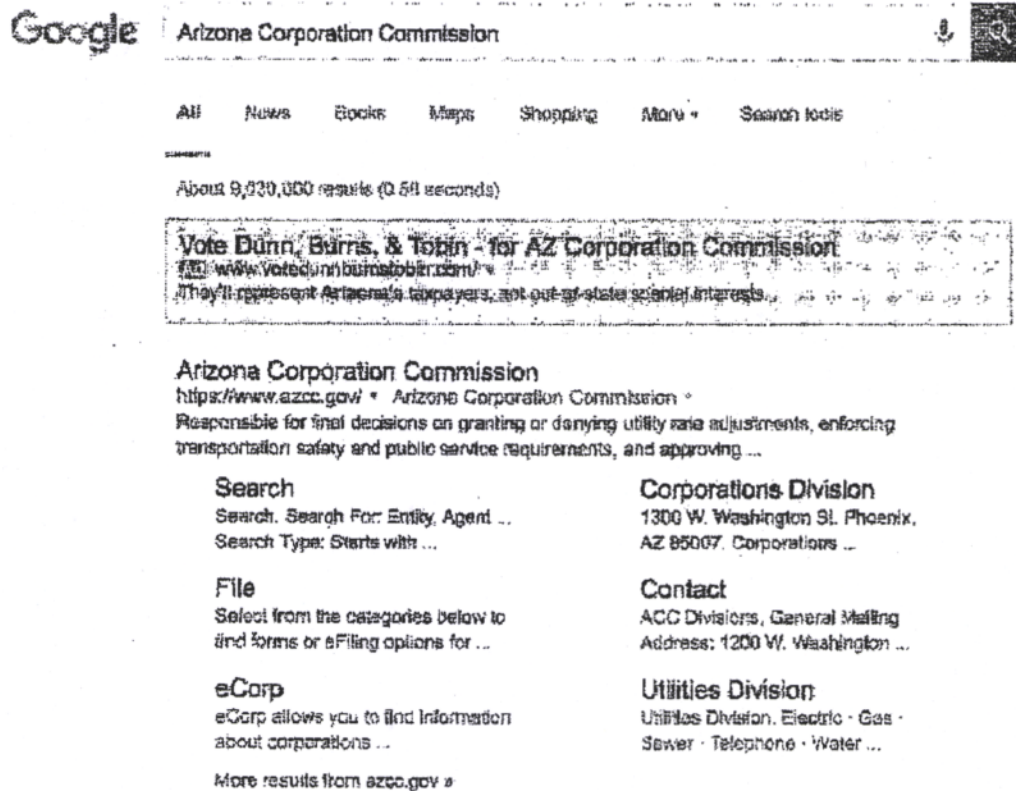 Google
Arizona Corporation Commission
All News Books Maps Shopping More Search tools
About 9,030,000 results (0.58 seconds)
Vote Dunn, Burns, & Tobin - for AZ Corporation Commission
Ad www.votedunnburnstobin.com/
They'll represent Arizona's taxpayers, not out-of-state special interests.
Arizona Corporation Commission
https://www.azcc.gov/ Arizona Corporation Commission
Responsible for final decisions on granting or denying utility rate adjustments, enforcing
transportation safety and public service requirements, and approving ...
Search
Search. Search For: Entity, Agent ...
Search Type: Starts with ...
Corporations Division
1300 W. Washington St. Phoenix,
AZ 85007. Corporations ...
File
Select from the categories below to
find forms or eFiling options for ...
Contact
ACC Divisions, General Mailing
Address: 1200 W. Washington ...
eCorp
eCorp allows you to find information
about corporations ...
Utilities Division
Utilities Division. Electric · Gas ·
Sewer · Telephone · Water ...
More results from azcc.gov »